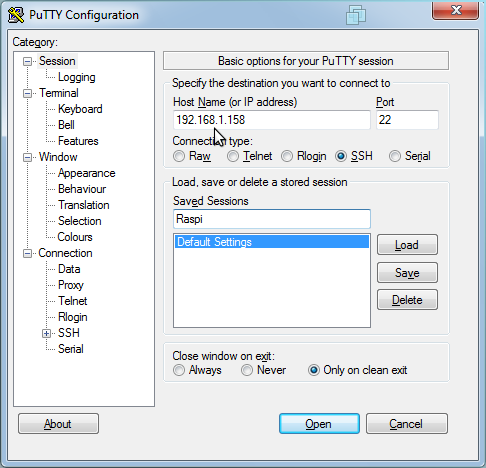 PuTTY Configuration
Category:
Session
Logging
Terminal
Keyboard
Bell
Features
Window
Appearance
Behaviour
Translation
Selection
Colours
Connection
Data
Proxy
Telnet
Rlogin
SSH
Serial
Basic options for your PuTTY session
Specify the destination you want to connect to
Host Name (or IP address) Port
192.168.1.158 22
Connection type:
Raw Telnet Rlogin SSH Serial
Load, save or delete a stored session
Saved Sessions
Raspi
Default Settings
Load
Save
Delete
Close window on exit:
Always Never Only on clean exit
About Open Cancel